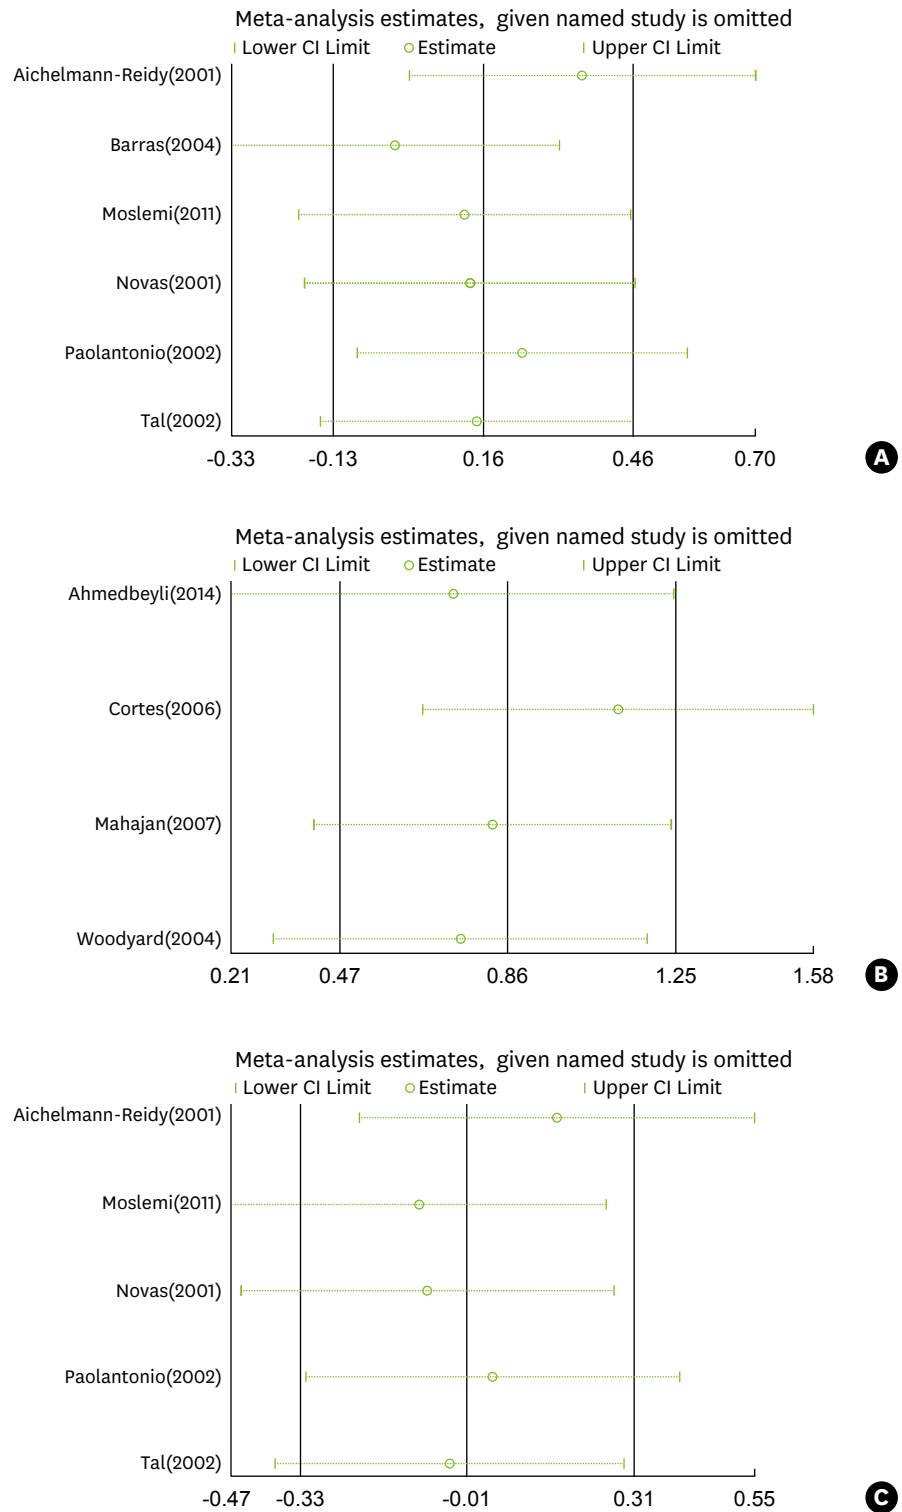 Meta-analysis estimates, given named study is omitted
Lower CI Limit Estimate Upper CI Limit
Aichelmann-Reidy(2001)
Barras(2004)
Moslemi(2011)
Novas(2001)
Paolantonio(2002)
Tal(2002)
-0.33 -0.13 0.16 0.46 0.70
A
Meta-analysis estimates, given named study is omitted
Lower CI Limit Estimate Upper CI Limit
Ahmedbeyli(2014)
Cortes(2006)
Mahajan(2007)
Woodyard(2004)
0.21 0.47 0.86 1.25 1.58
B
Meta-analysis estimates, given named study is omitted
Lower CI Limit Estimate Upper CI Limit
Aichelmann-Reidy(2001)
Moslemi(2011)
Novas(2001)
Paolantonio(2002)
Tal(2002)
-0.47 -0.33 -0.01 0.31 0.55
C